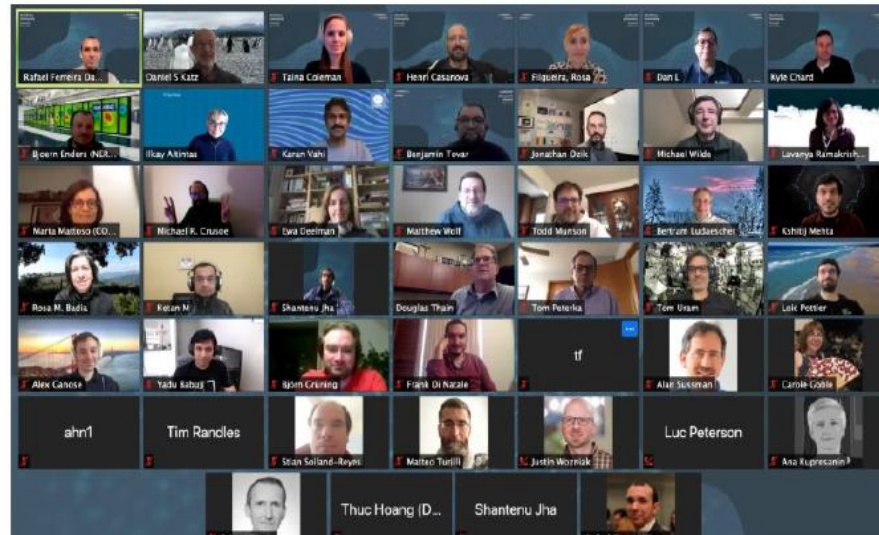 Rafael Ferreira Da...
Daniel S Katz
Taina Coleman
Henri Casanova
Filgueira, Rosa
Dan L
Kyle Chard
Bjoern Enders (NER...
Ilkay Altintas
Karan Vahi
Benjamin Tovar
Jonathan Ozik
Michael Wilde
Lavanya Ramakrish...
Marta Mattoso (CO...
Michael R. Crusoe
Ewa Deelman
Matthew Wolf
Todd Munson
Bertram Ludaescher
Kshitij Mehta
Rosa M. Badia
Ketan M
Shantenu Jha
Douglas Thain
Tom Peterka
Tom Uram
Loic Pottier
Alex Ganose
Yadu Babuji
Björn Grüning
Frank Di Natale
tf
Alan Sussman
Carole Goble
ahn1
Tim Randles
Stian Soiland-Reyes
Matteo Turilli
Justin Wozniak
Luc Peterson
Ana Kupresanin
Thuc Hoang (D...
Shantenu Jha